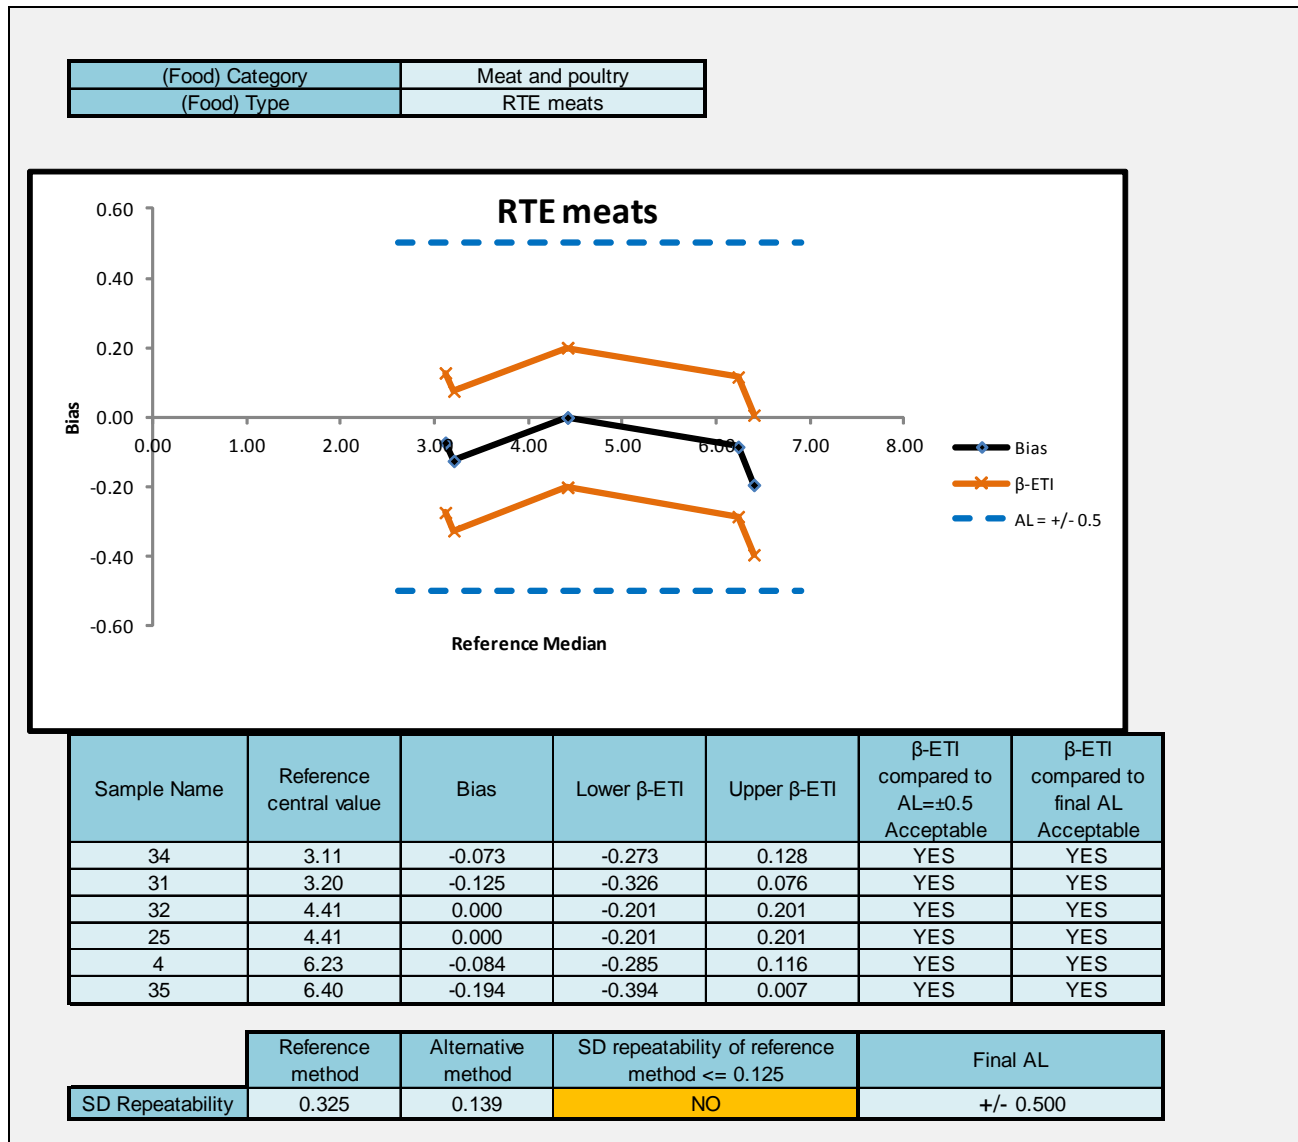 (Food) Category Meat and poultry
(Food) Type RTE meats
RTE meats
0.60
0.40
0.20
0.00
-0.20
-0.40
-0.60
Bias
0.00 1.00 2.00 3.00 4.00 5.00 6.00 7.00 8.00
Reference Median
Bias
β-ETI
AL = +/- 0.5
Sample Name Reference central value Bias Lower β-ETI Upper β-ETI β-ETI compared to AL=±0.5 Acceptable β-ETI compared to final AL Acceptable
34 3.11 -0.073 -0.273 0.128 YES YES
31 3.20 -0.125 -0.326 0.076 YES YES
32 4.41 0.000 -0.201 0.201 YES YES
25 4.41 0.000 -0.201 0.201 YES YES
4 6.23 -0.084 -0.285 0.116 YES YES
35 6.40 -0.194 -0.394 0.007 YES YES
Reference method Alternative method SD repeatability of reference method <= 0.125 Final AL
SD Repeatability 0.325 0.139 NO +/- 0.500